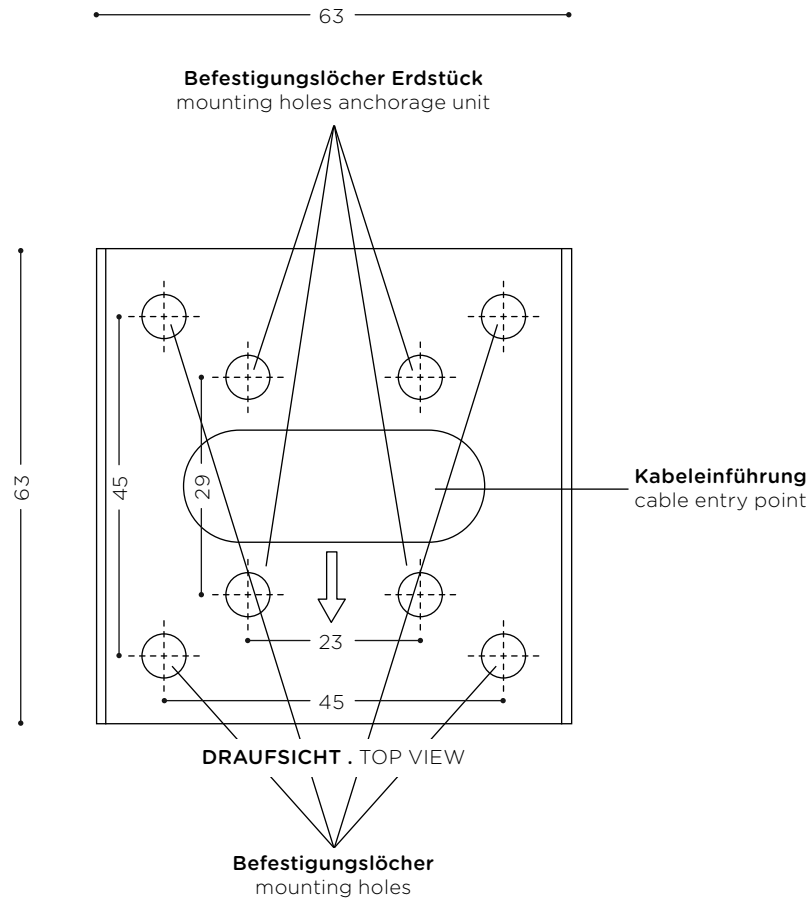 63
Befestigungslöcher Erdstück
mounting holes anchorage unit
63
45
29
Kabeleinführung
cable entry point
23
45
DRAUFSICHT . TOP VIEW
Befestigungslöcher
mounting holes